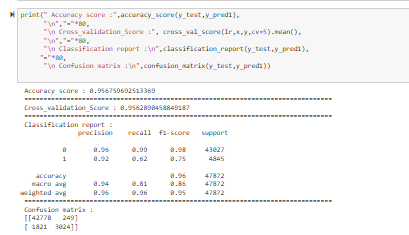 print(" Accuracy score :",accuracy_score(y_test,y_pred1),
"\n","="*80,
"\n Cross_validation_Score :", cross_val_score(lr,x,y,cv=5).mean(),
"\n","="*80,
"\n Classification report :\n",classification_report(y_test,y_pred1),
"="*80,
"\n Confusion matrix :\n",confusion_matrix(y_test,y_pred1))
Accuracy score : 0.956759692513369
================================================================================
Cross_validation_Score : 0.9562890458849187
================================================================================
Classification report :
precision recall f1-score support
0 0.96 0.99 0.98 43027
1 0.92 0.62 0.75 4845
accuracy 0.96 47872
macro avg 0.94 0.81 0.86 47872
weighted avg 0.96 0.96 0.95 47872
================================================================================
Confusion matrix :
[[42778 249]
[ 1821 3024]]